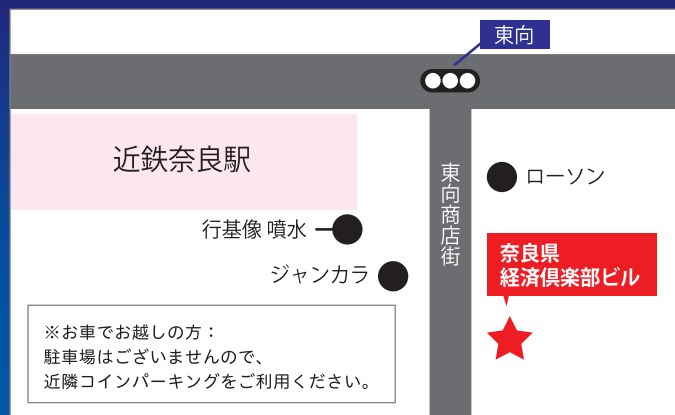 東向
近鉄奈良駅
東向商店街
ローソン
行基像 噴水
奈良県
経済倶楽部ビル
ジャンカラ
※お車でお越しの方：
駐車場はございませんので、
近隣コインパーキングをご利用ください。